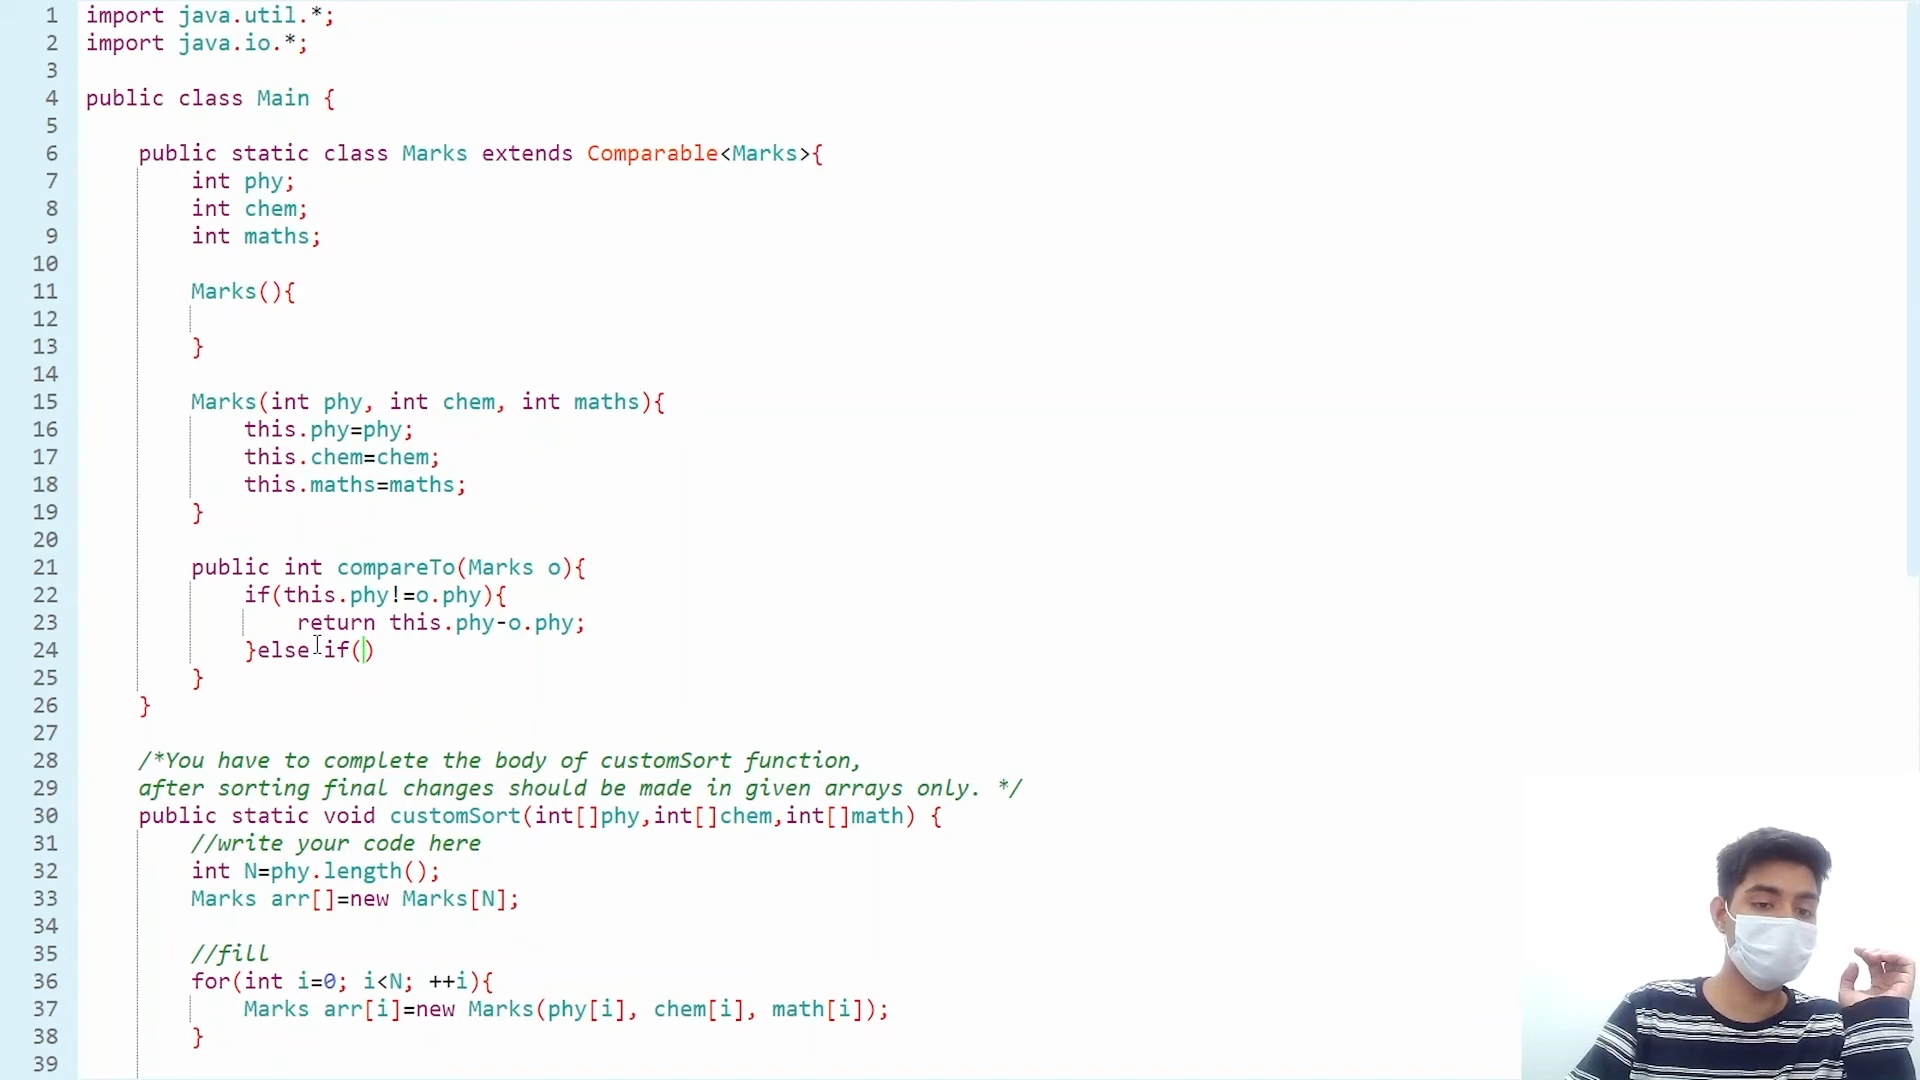 1 import java.util.*;
2 import java.io.*;
3
4 public class Main {
5
6 public static class Marks extends Comparable<Marks>{
7 int phy;
8 int chem;
9 int maths;
10
11 Marks(){
12
13 }
14
15 Marks(int phy, int chem, int maths){
16 this.phy=phy;
17 this.chem=chem;
18 this.maths=maths;
19 }
20
21 public int compareTo(Marks o){
22 if(this.phy!=o.phy){
23 return this.phy-o.phy;
24 }else if()
25 }
26 }
27
28 /*You have to complete the body of customSort function,
29 after sorting final changes should be made in given arrays only. */
30 public static void customSort(int[]phy,int[]chem,int[]math) {
31 //write your code here
32 int N=phy.length();
33 Marks arr[]=new Marks[N];
34
35 //fill
36 for(int i=0; i<N; ++i){
37 Marks arr[i]=new Marks(phy[i], chem[i], math[i]);
38 }
39